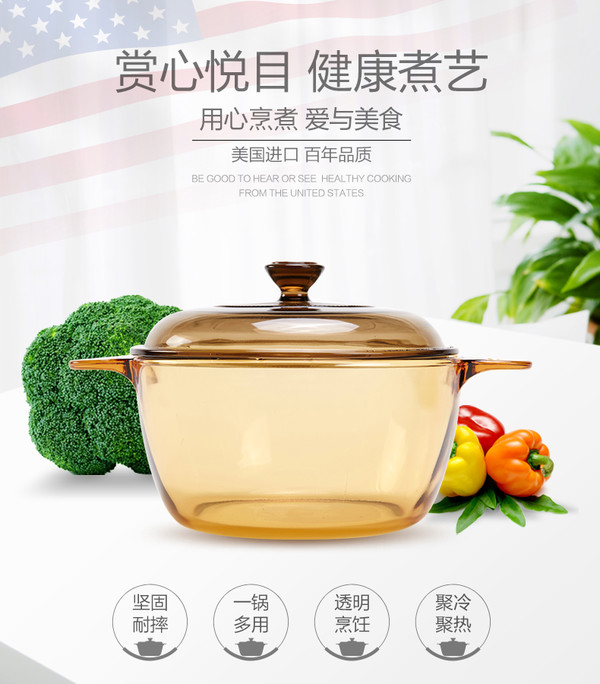 赏心悦目 健康煮艺
用心烹煮 爱与美食
美国进口 百年品质
BE GOOD TO HEAR OR SEE HEALTHY COOKING
FROM THE UNITED STATES
坚固
耐摔
一锅
多用
透明
烹饪
聚冷
聚热